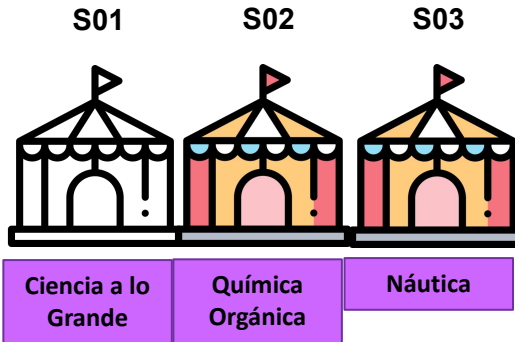 S01
S02
S03
Ciencia a lo
Grande
Química
Orgánica
Náutica